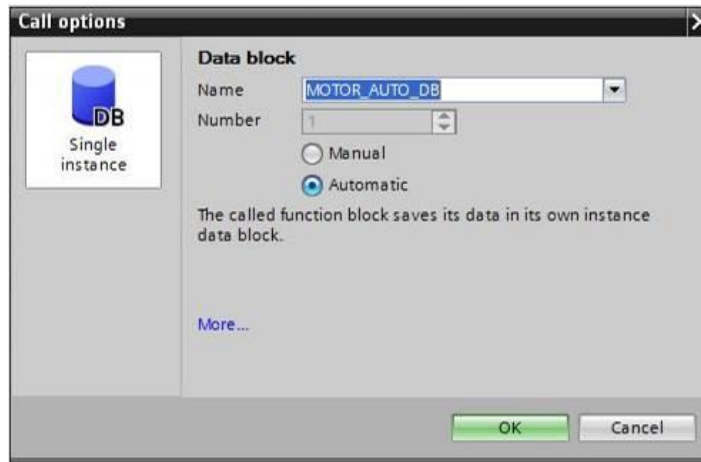 Call options
DB
Single
instance
Data block
Name MOTOR_AUTO_DB
Number 1
Manual
Automatic
The called function block saves its data in its own instance
data block.
More...
OK Cancel